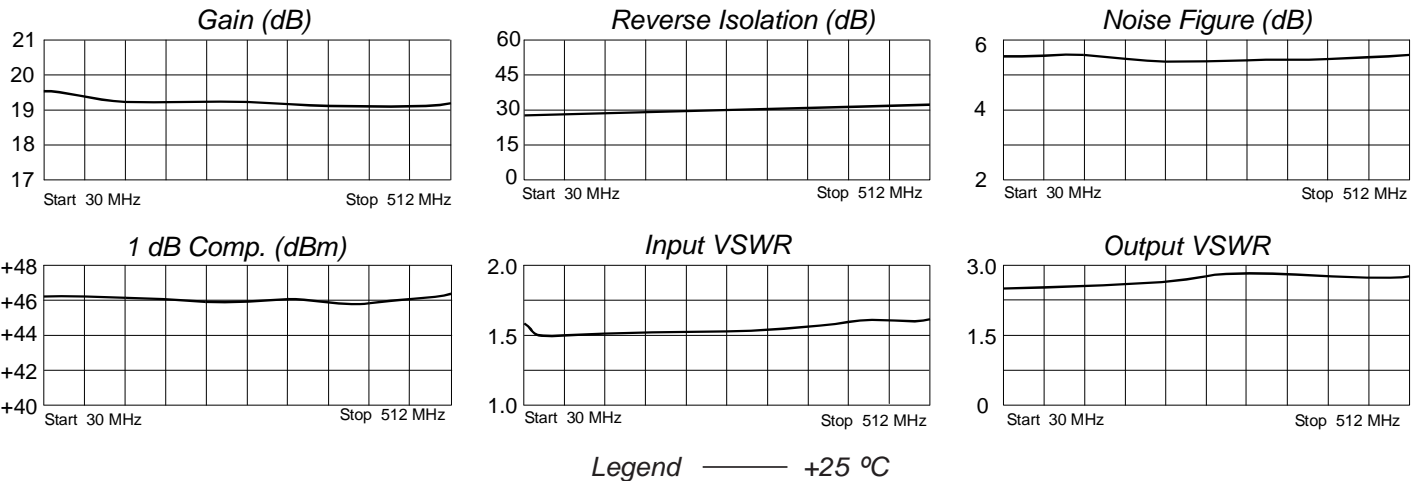 Gain (dB)
21
20
19
18
17
Start 30 MHz
Stop 512 MHz
Reverse Isolation (dB)
60
45
30
15
0
Start 30 MHz
Stop 512 MHz
Noise Figure (dB)
6
4
2
Start 30 MHz
Stop 512 MHz
1 dB Comp. (dBm)
+48
+46
+44
+42
+40
Start 30 MHz
Stop 512 MHz
Input VSWR
2.0
1.5
1.0
Start 30 MHz
Stop 512 MHz
Output VSWR
3.0
1.5
0
Start 30 MHz
Stop 512 MHz
Legend +25 ºC